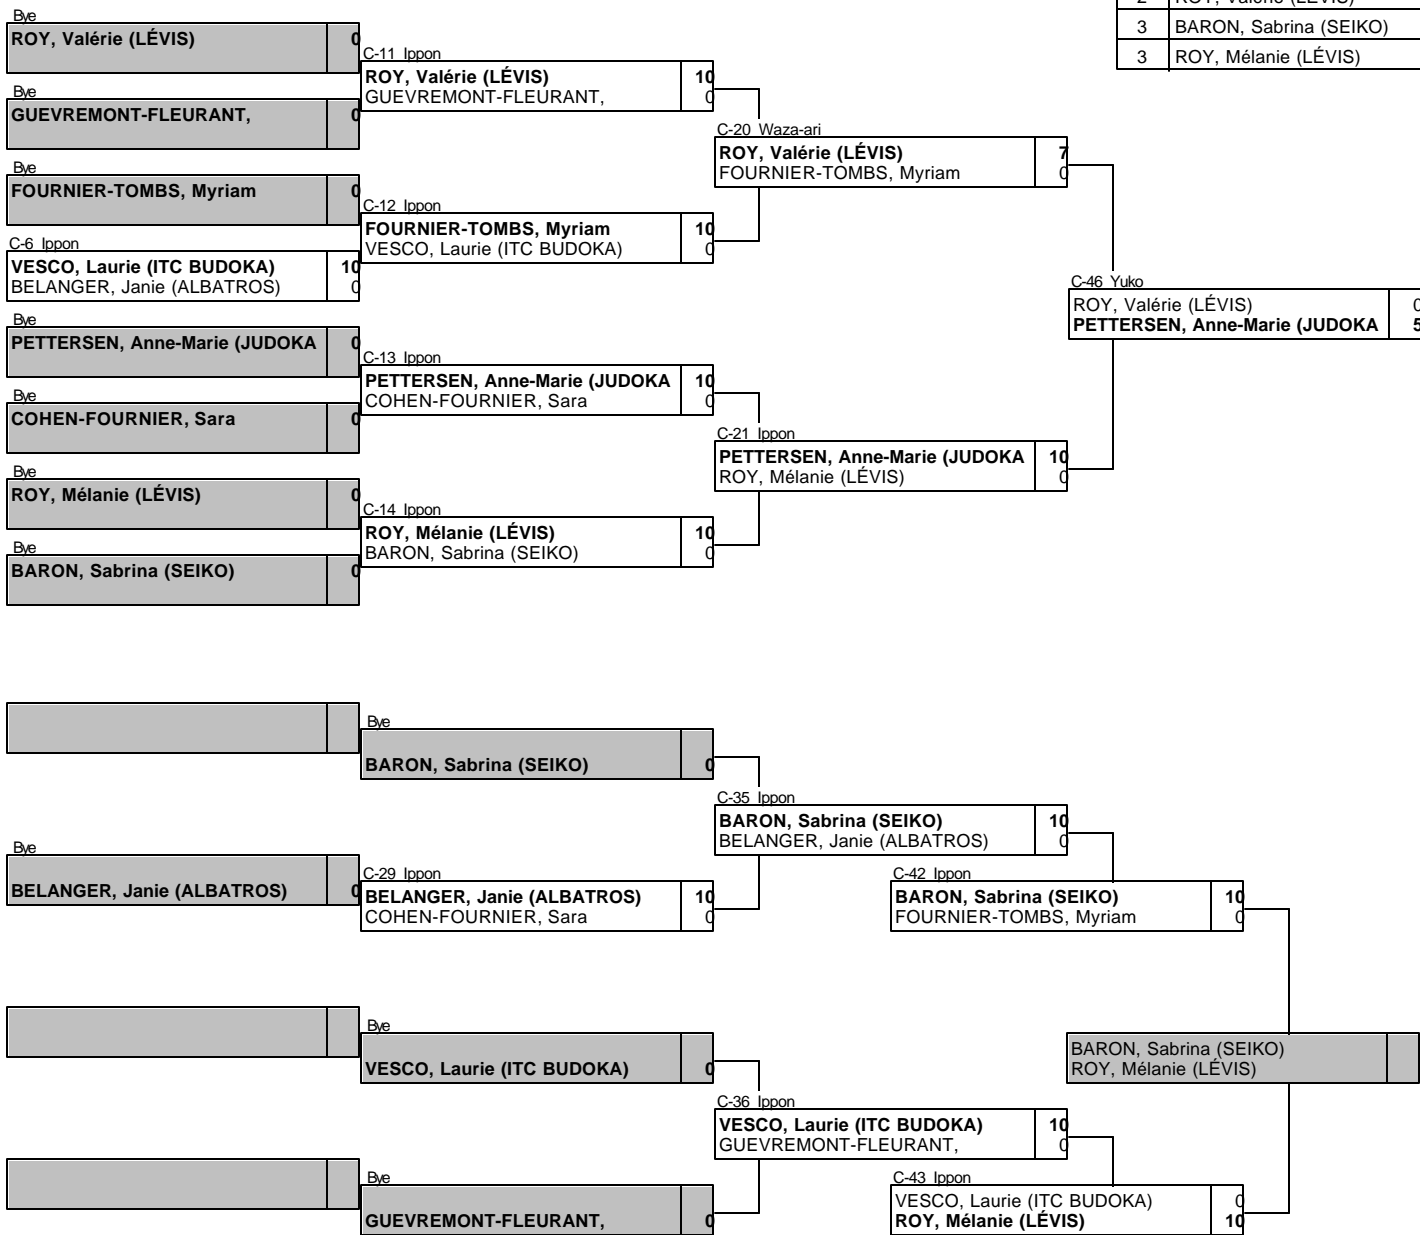 2 ROY, Valérie (LÉVIS)
3 BARON, Sabrina (SEIKO)
3 ROY, Mélanie (LÉVIS)
Bye
ROY, Valérie (LÉVIS) 0
Bye
GUEVREMONT-FLEURANT, 0
Bye
FOURNIER-TOMBS, Myriam 0
C-6 Ippon
VESCO, Laurie (ITC BUDOKA) 10
BELANGER, Janie (ALBATROS) 0
Bye
PETTERSEN, Anne-Marie (JUDOKA 0
Bye
COHEN-FOURNIER, Sara 0
Bye
ROY, Mélanie (LÉVIS) 0
Bye
BARON, Sabrina (SEIKO) 0
C-11 Ippon
ROY, Valérie (LÉVIS) 10
GUEVREMONT-FLEURANT, 0
C-12 Ippon
FOURNIER-TOMBS, Myriam 10
VESCO, Laurie (ITC BUDOKA) 0
C-13 Ippon
PETTERSEN, Anne-Marie (JUDOKA 10
COHEN-FOURNIER, Sara 0
C-14 Ippon
ROY, Mélanie (LÉVIS) 10
BARON, Sabrina (SEIKO) 0
C-20 Waza-ari
ROY, Valérie (LÉVIS) 7
FOURNIER-TOMBS, Myriam 0
C-21 Ippon
PETTERSEN, Anne-Marie (JUDOKA 10
ROY, Mélanie (LÉVIS) 0
C-46 Yuko
ROY, Valérie (LÉVIS) 0
PETTERSEN, Anne-Marie (JUDOKA 5
Bye
BELANGER, Janie (ALBATROS) 0
Bye
BARON, Sabrina (SEIKO) 0
C-29 Ippon
BELANGER, Janie (ALBATROS) 10
COHEN-FOURNIER, Sara 0
Bye
VESCO, Laurie (ITC BUDOKA) 0
Bye
GUEVREMONT-FLEURANT, 0
C-35 Ippon
BARON, Sabrina (SEIKO) 10
BELANGER, Janie (ALBATROS) 0
C-36 Ippon
VESCO, Laurie (ITC BUDOKA) 10
GUEVREMONT-FLEURANT, 0
C-42 Ippon
BARON, Sabrina (SEIKO) 10
FOURNIER-TOMBS, Myriam 0
C-43 Ippon
VESCO, Laurie (ITC BUDOKA) 0
ROY, Mélanie (LÉVIS) 10
BARON, Sabrina (SEIKO)
ROY, Mélanie (LÉVIS)